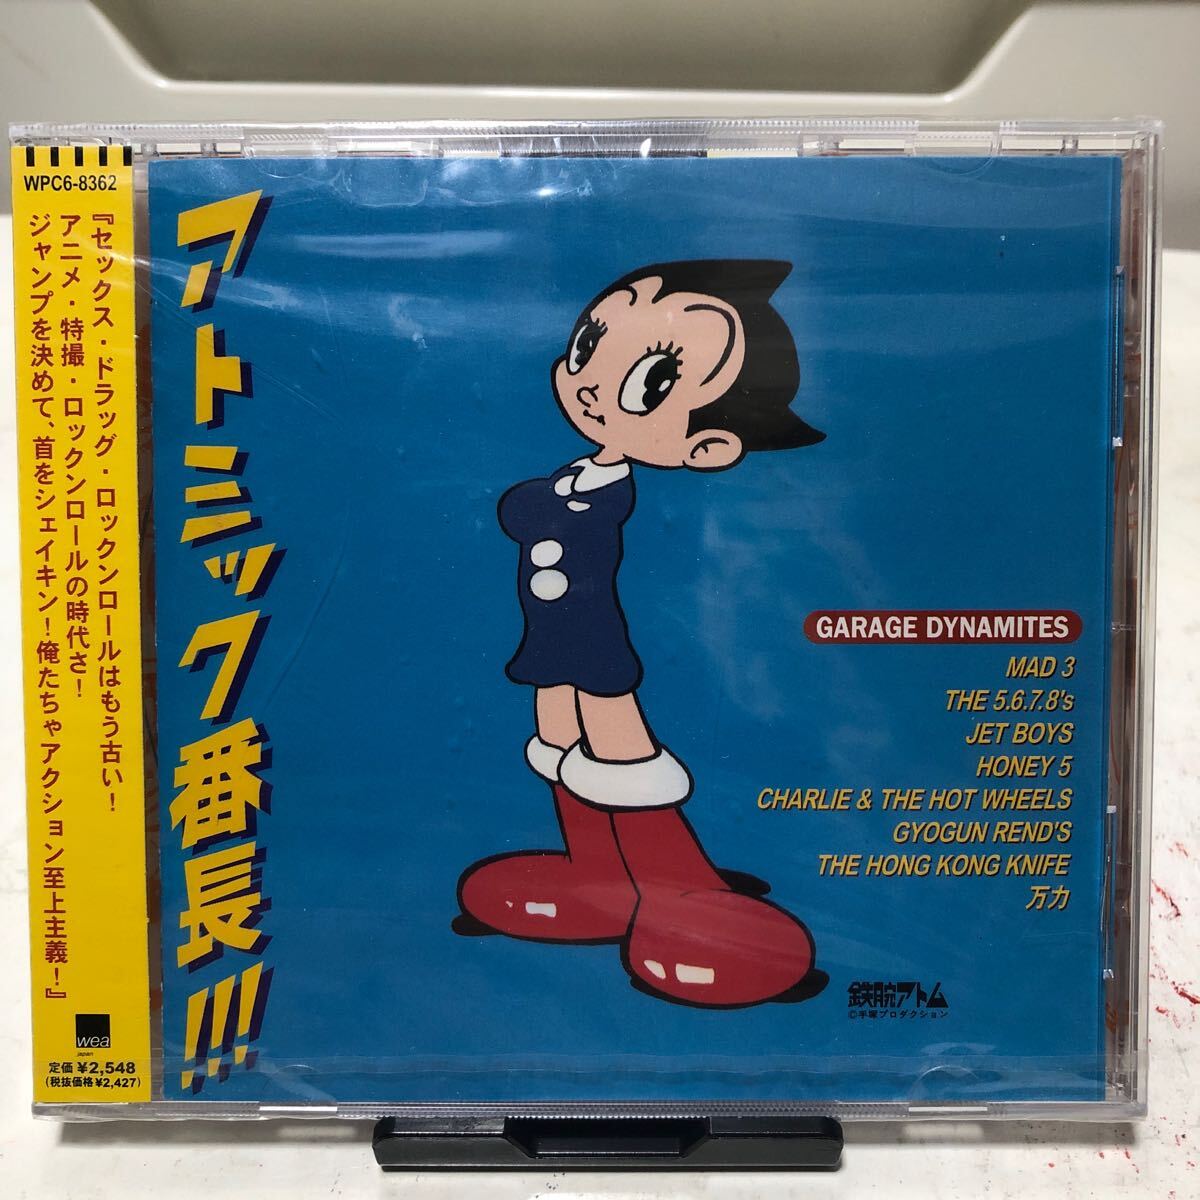 WPC6-8362
『セックス・ドラッグ・ロックンロールはもう古い！
アニメ・特撮・ロックンロールの時代さ！
ジャンプを決めて、首をシェイキン！俺たちゃアクション至上主義！』
wea
japan
定価 ¥2,548
(税抜価格¥2,427)
アトミック番長!!!
GARAGE DYNAMITES
MAD 3
THE 5.6.7.8's
JET BOYS
HONEY 5
CHARLIE & THE HOT WHEELS
GYOGUN REND'S
THE HONG KONG KNIFE
万力
鉄腕アトム
©手塚プロダクション